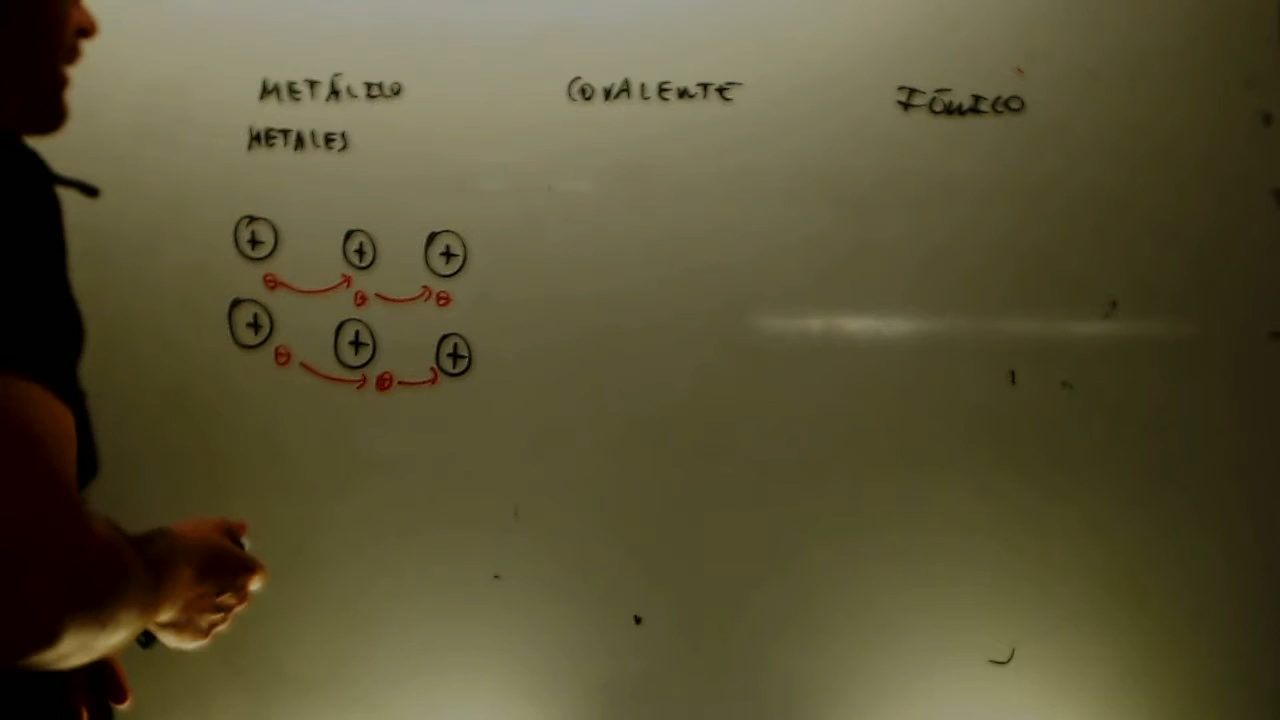 METÁLICO COVALENTE IÓNICO
METALES
+ + +
⊖ ⊖ ⊖
+ + +
⊖ ⊖